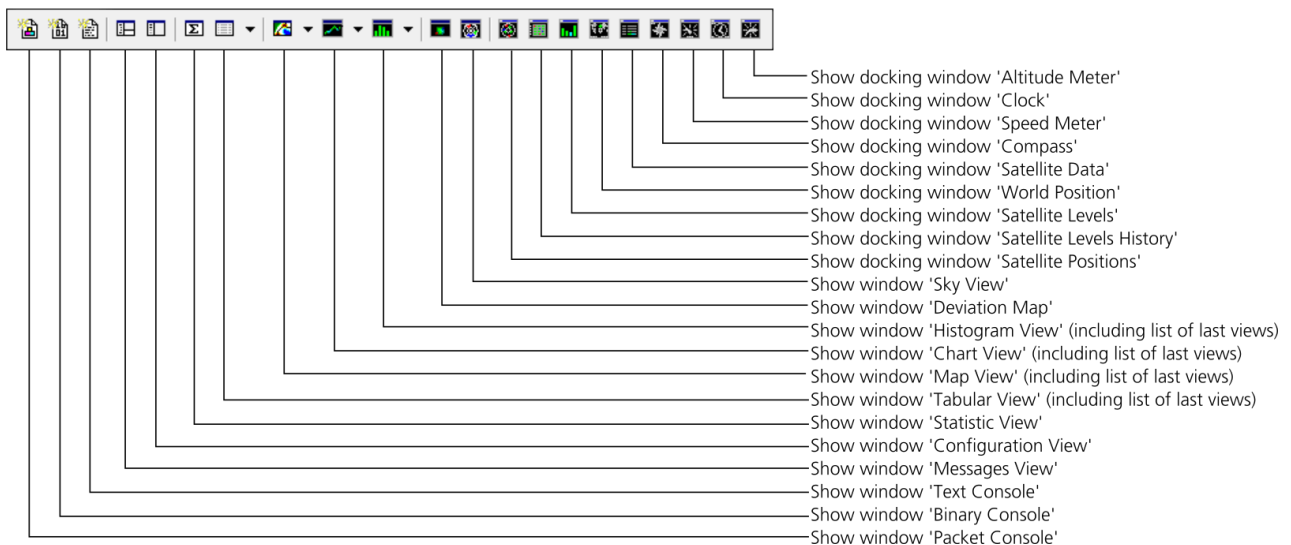 Show docking window 'Altitude Meter'
Show docking window 'Clock'
Show docking window 'Speed Meter'
Show docking window 'Compass'
Show docking window 'Satellite Data'
Show docking window 'World Position'
Show docking window 'Satellite Levels'
Show docking window 'Satellite Levels History'
Show docking window 'Satellite Positions'
Show window 'Sky View'
Show window 'Deviation Map'
Show window 'Histogram View' (including list of last views)
Show window 'Chart View' (including list of last views)
Show window 'Map View' (including list of last views)
Show window 'Tabular View' (including list of last views)
Show window 'Statistic View'
Show window 'Configuration View'
Show window 'Messages View'
Show window 'Text Console'
Show window 'Binary Console'
Show window 'Packet Console'